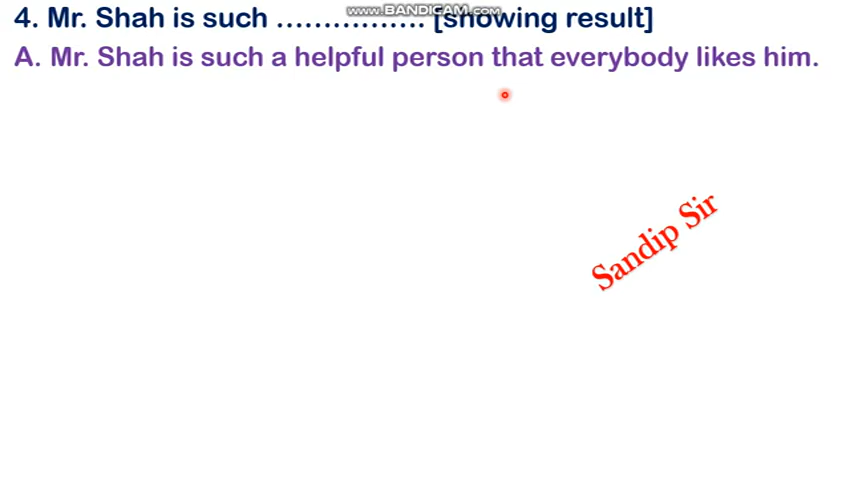 www.BANDICAM.com
4. Mr. Shah is such ................ [showing result]
A. Mr. Shah is such a helpful person that everybody likes him.
Sandip Sir